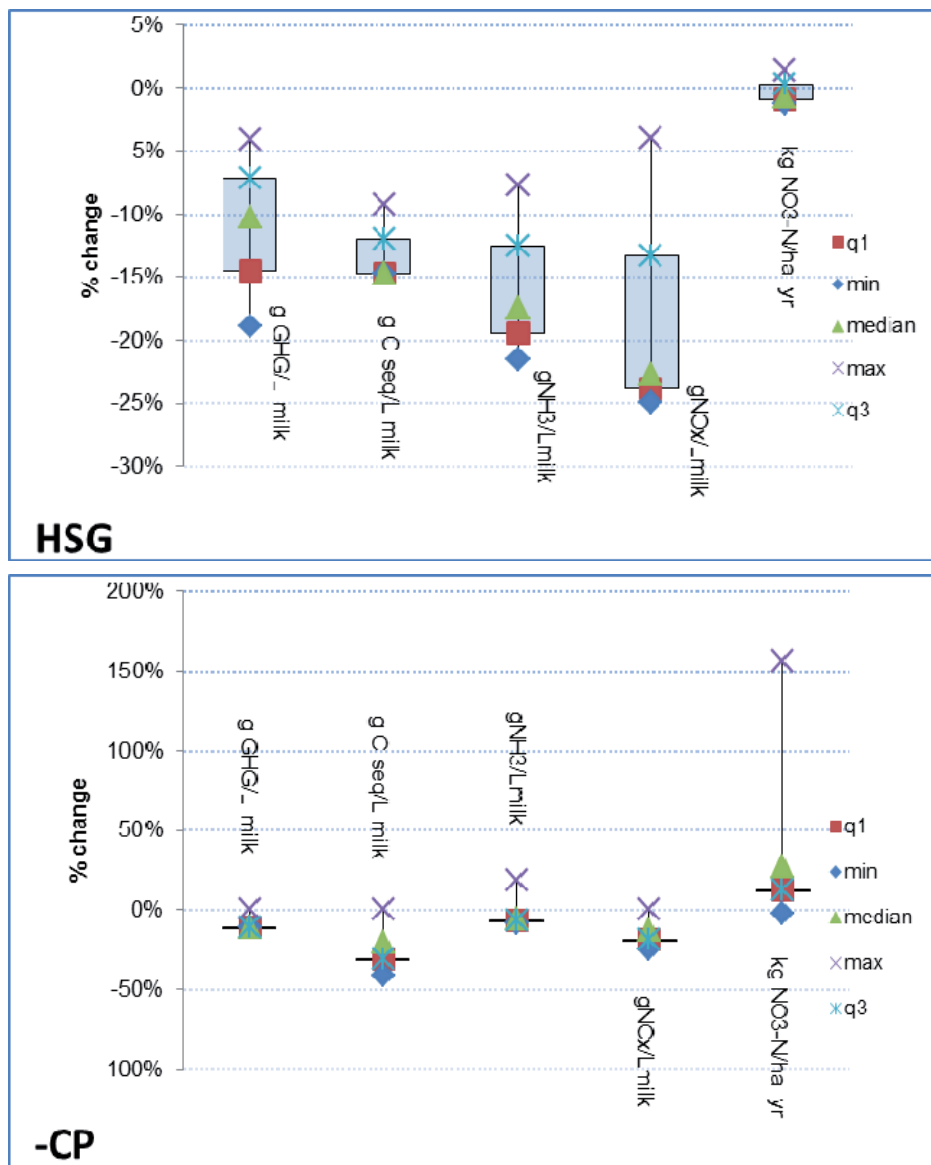 5%
0%
5%
-10%
-15%
-20%
-25%
-30%
% change
g GHG/_ milk
g C seq/L milk
gNH3/Lmilk
gNOx/_milk
kg NO3-N/ha yr
q1
min
median
max
q3
HSG
200%
150%
100%
50%
0%
-50%
100%
% change
g GHG/_ milk
g C seq/L milk
gNH3/Lmilk
gNOx/Lmilk
kg NO3-N/ha yr
q1
min
median
max
q3
-CP